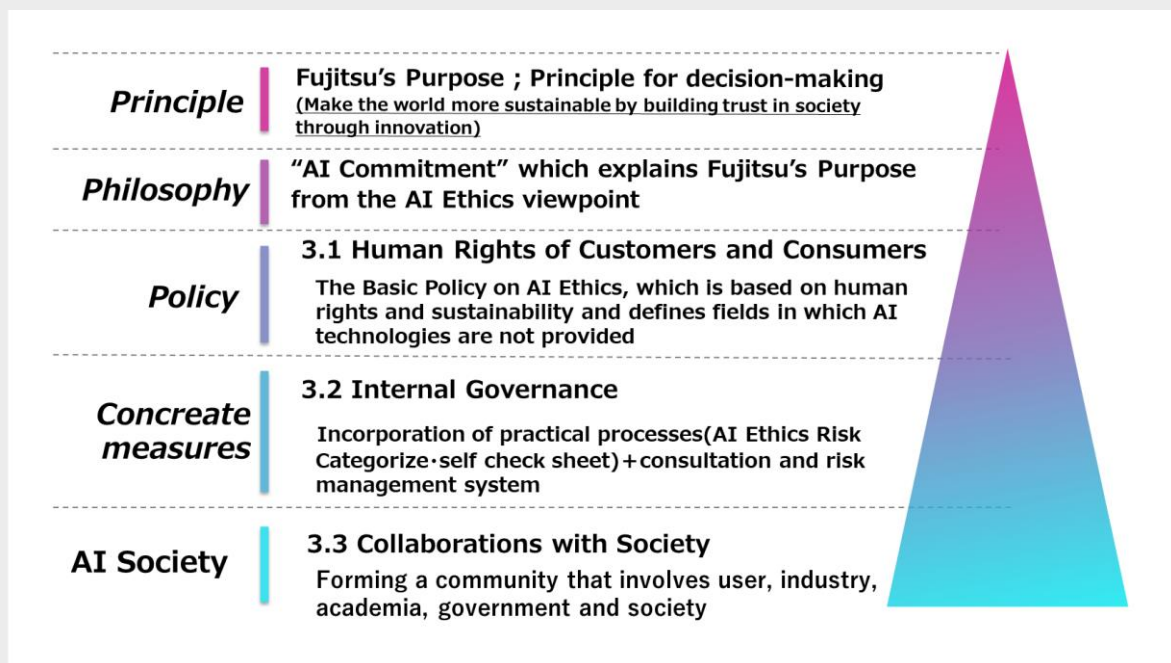 Principle
Fujitsu’s Purpose ; Principle for decision-making
(Make the world more sustainable by building trust in society
through innovation)
Philosophy
“AI Commitment” which explains Fujitsu’s Purpose
from the AI Ethics viewpoint
Policy
3.1 Human Rights of Customers and Consumers
The Basic Policy on AI Ethics, which is based on human
rights and sustainability and defines fields in which AI
technologies are not provided
Concreate
measures
3.2 Internal Governance
Incorporation of practical processes(AI Ethics Risk
Categorize･self check sheet)+consultation and risk
management system
AI Society
3.3 Collaborations with Society
Forming a community that involves user, industry,
academia, government and society